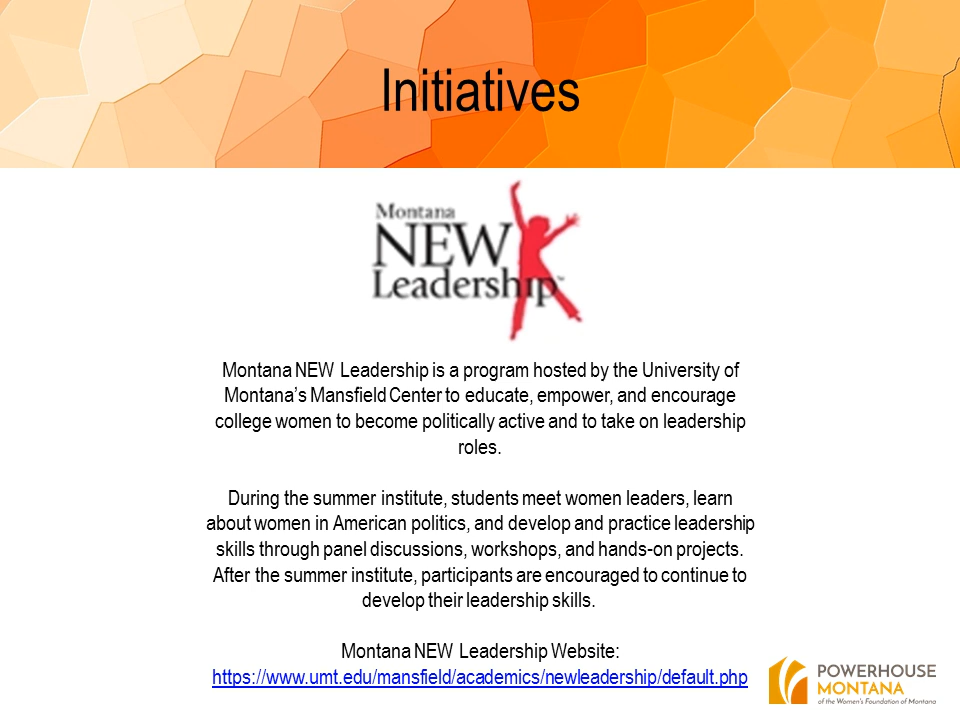 Initiatives
Montana
NEW
Leadership™
Montana NEW Leadership is a program hosted by the University of
Montana’s Mansfield Center to educate, empower, and encourage
college women to become politically active and to take on leadership
roles.
During the summer institute, students meet women leaders, learn
about women in American politics, and develop and practice leadership
skills through panel discussions, workshops, and hands-on projects.
After the summer institute, participants are encouraged to continue to
develop their leadership skills.
Montana NEW Leadership Website:
https://www.umt.edu/mansfield/academics/newleadership/default.php
POWERHOUSE
MONTANA
of the Women's Foundation of Montana